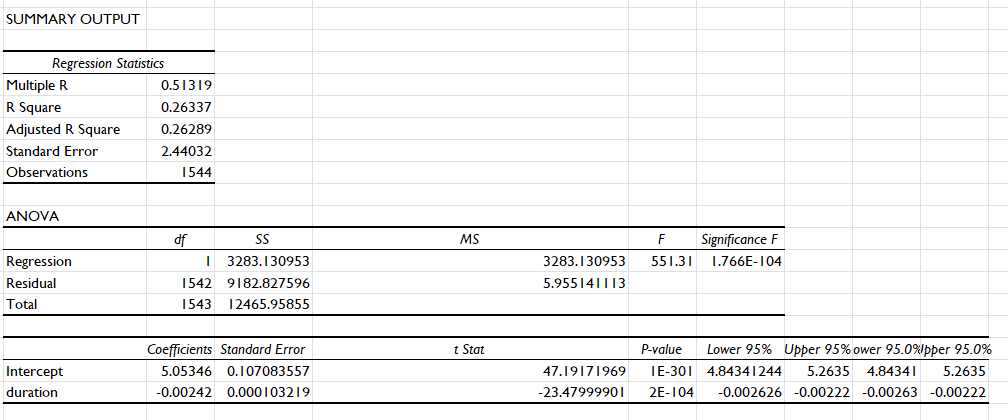 SUMMARY OUTPUT
Regression Statistics
Multiple R 0.51319
R Square 0.26337
Adjusted R Square 0.26289
Standard Error 2.44032
Observations 1544
ANOVA
df SS MS F Significance F
Regression 1 3283.130953 3283.130953 551.31 1.766E-104
Residual 1542 9182.827596 5.955141113
Total 1543 12465.95855
Coefficients Standard Error t Stat P-value Lower 95% Upper 95% ower 95.0% Upper 95.0%
Intercept 5.05346 0.107083557 47.19171969 1E-301 4.84341244 5.2635 4.84341 5.2635
duration -0.00242 0.000103219 -23.47999901 2E-104 -0.002626 -0.00222 -0.00263 -0.00222